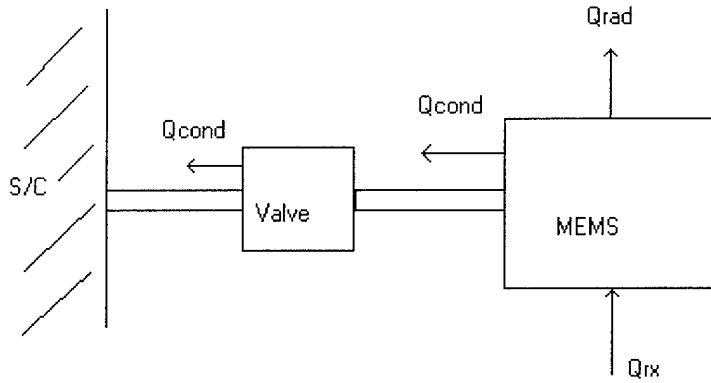 Qrad
Qcond
Qcond
S/C
Valve
MEMS
Qrx